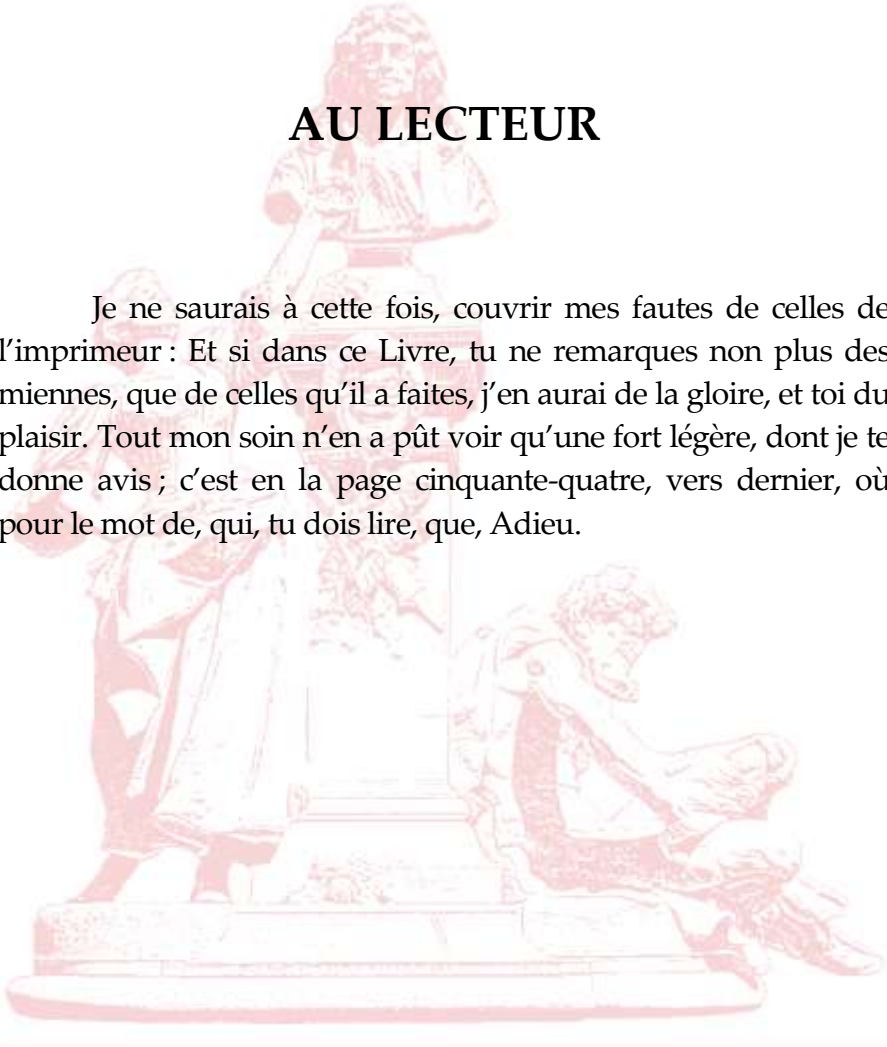 AU LECTEUR
Je ne saurais à cette fois, couvrir mes fautes de celles de
l’imprimeur : Et si dans ce Livre, tu ne remarques non plus des
miennes, que de celles qu’il a faites, j’en aurai de la gloire, et toi du
plaisir. Tout mon soin n’en a pût voir qu’une fort légère, dont je te
donne avis ; c’est en la page cinquante-quatre, vers dernier, où
pour le mot de, qui, tu dois lire, que, Adieu.